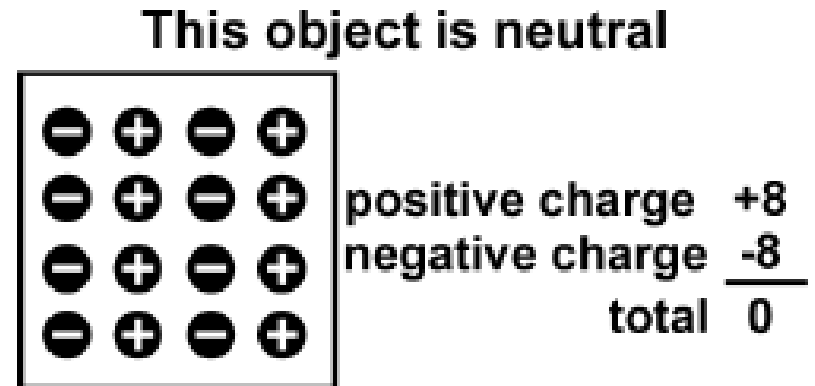 This object is neutral
− + − +
− + − +
− + − +
− + − +
positive charge +8
negative charge -8
total 0